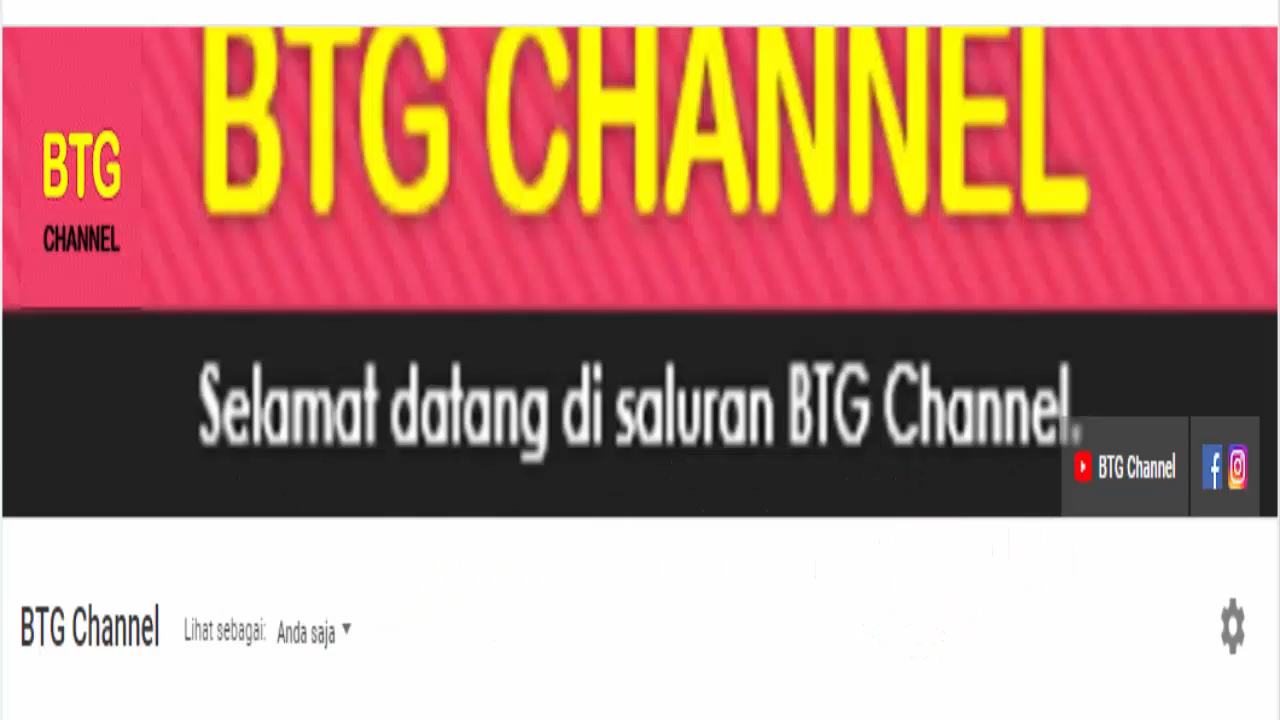 BTG CHANNEL
BTG
CHANNEL
Selamat datang di saluran BTG Channel.
BTG Channel
BTG Channel
Lihat sebagai: Anda saja